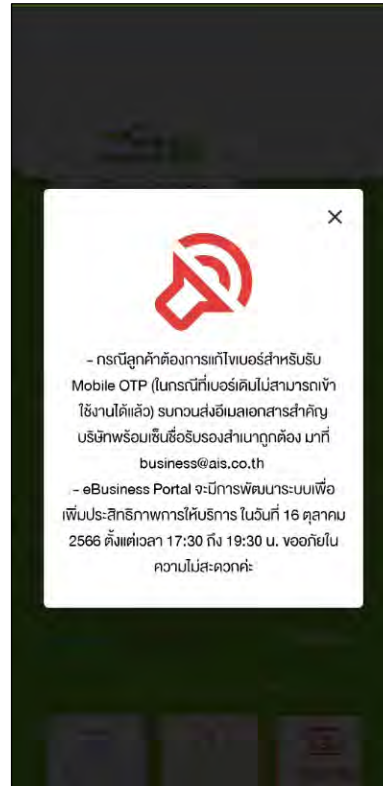 - กรณีลูกค้าต้องการแก้ไขเบอร์สำหรับรับ
Mobile OTP (ในกรณีที่เบอร์เดิมไม่สามารถเข้า
ใช้งานได้แล้ว) รบกวนส่งอีเมลเอกสารสำคัญ
บริษัทพร้อมเซ็นชื่อรับรองสำเนาถูกต้อง มาที่
business@ais.co.th
- eBusiness Portal จะมีการพัฒนาระบบเพื่อ
เพิ่มประสิทธิภาพการให้บริการ ในวันที่ 16 ตุลาคม
2566 ตั้งแต่เวลา 17:30 ถึง 19:30 น. ขออภัยใน
ความไม่สะดวกค่ะ